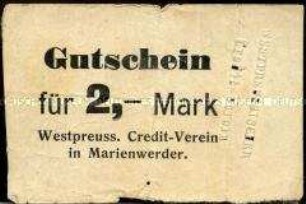 Gutschein
für 2,– Mark
Westpreuss. Credit-Verein
in Marienwerder.